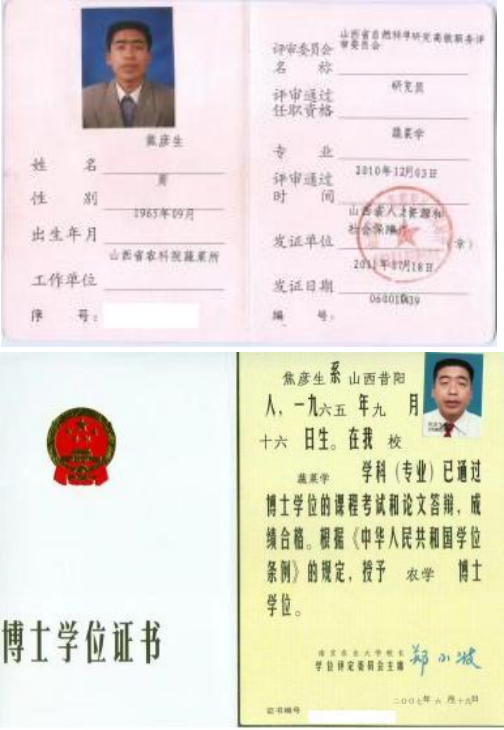 焦彦生
姓 名
男
性 别
1965年09月
出生年月
山西省农科院蔬菜所
工作单位
序 号:
山西省自然科学研究高级职务评
评审委员会 审委员会
名 称
研究员
评审通过
任职资格
蔬菜学
专 业
2010年12月03日
评审通过
时 间
山西省人力资源和
社会保障厅
发证单位
章)
2011年07月18日
发证日期
编 号:
博士学位证书
焦彦生系 山西昔阳
人,一九六五 年九 月
十六 日生。在我 校
蔬菜学 学科(专业)已通过
博士学位的课程考试和论文答辩,成
绩合格。根据《中华人民共和国学位
条例》的规定,授予 农学 博士
学位。
南京农业大学校长
学位评定委员会主席 郑小波
二〇〇七年 六 月十九日
证书编号